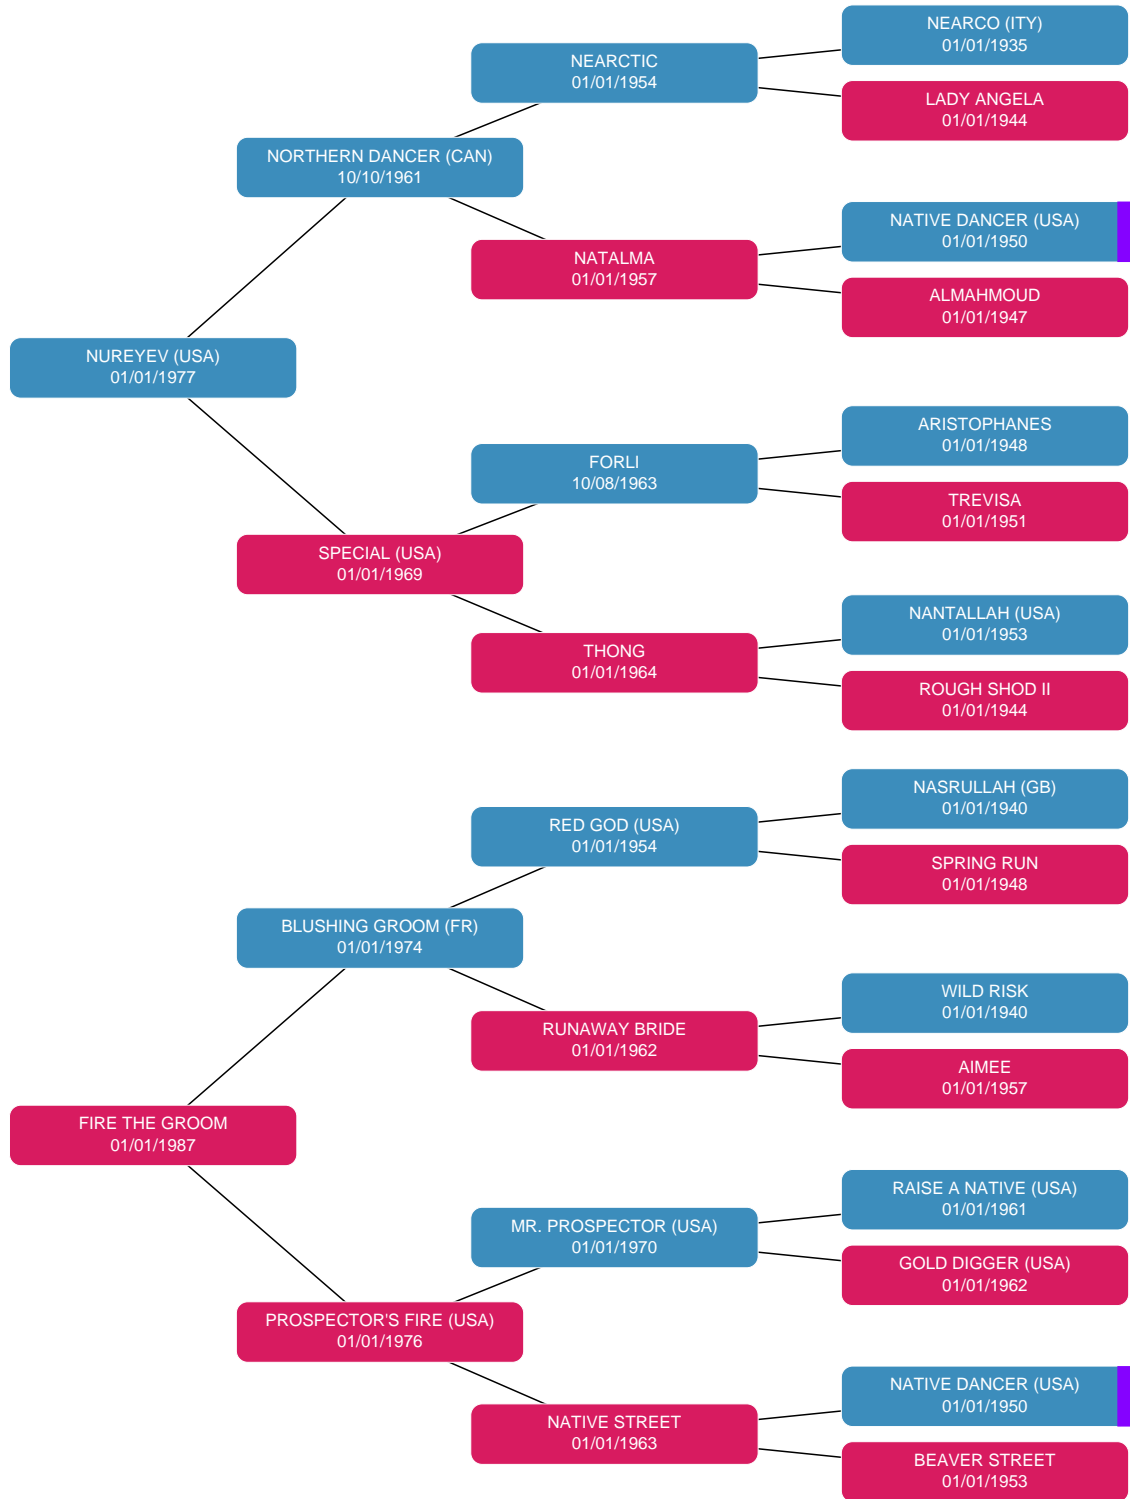 NEARCO (ITY)
01/01/1935
NEARCTIC
01/01/1954
LADY ANGELA
01/01/1944
NORTHERN DANCER (CAN)
10/10/1961
NATIVE DANCER (USA)
01/01/1950
NATALMA
01/01/1957
ALMAHMOUD
01/01/1947
NUREYEV (USA)
01/01/1977
ARISTOPHANES
01/01/1948
FORLI
10/08/1963
TREVISA
01/01/1951
SPECIAL (USA)
01/01/1969
NANTALLAH (USA)
01/01/1953
THONG
01/01/1964
ROUGH SHOD II
01/01/1944
NASRULLAH (GB)
01/01/1940
RED GOD (USA)
01/01/1954
SPRING RUN
01/01/1948
BLUSHING GROOM (FR)
01/01/1974
WILD RISK
01/01/1940
RUNAWAY BRIDE
01/01/1962
AIMEE
01/01/1957
FIRE THE GROOM
01/01/1987
RAISE A NATIVE (USA)
01/01/1961
MR. PROSPECTOR (USA)
01/01/1970
GOLD DIGGER (USA)
01/01/1962
PROSPECTOR'S FIRE (USA)
01/01/1976
NATIVE DANCER (USA)
01/01/1950
NATIVE STREET
01/01/1963
BEAVER STREET
01/01/1953